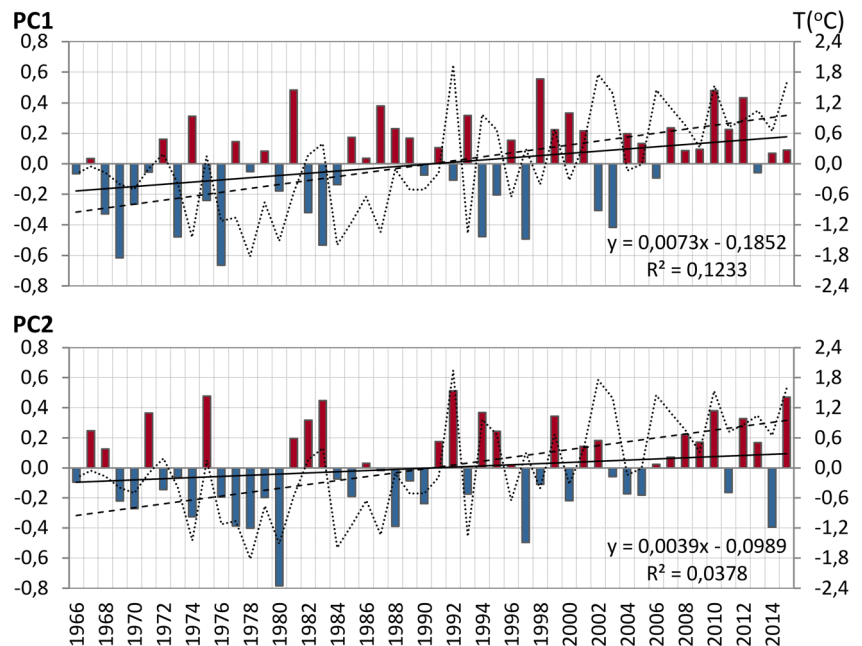 PC1 T(°C)
0,8 2,4
0,6 1,8
0,4 1,2
0,2 0,6
0,0 0,0
-0,2 -0,6
-0,4 -1,2
-0,6 -1,8
-0,8 -2,4
y = 0,0073x - 0,1852
R² = 0,1233
PC2
0,8 2,4
0,6 1,8
0,4 1,2
0,2 0,6
0,0 0,0
-0,2 -0,6
-0,4 -1,2
-0,6 -1,8
-0,8 -2,4
y = 0,0039x - 0,0989
R² = 0,0378
1966 1968 1970 1972 1974 1976 1978 1980 1982 1984 1986 1988 1990 1992 1994 1996 1998 2000 2002 2004 2006 2008 2010 2012 2014